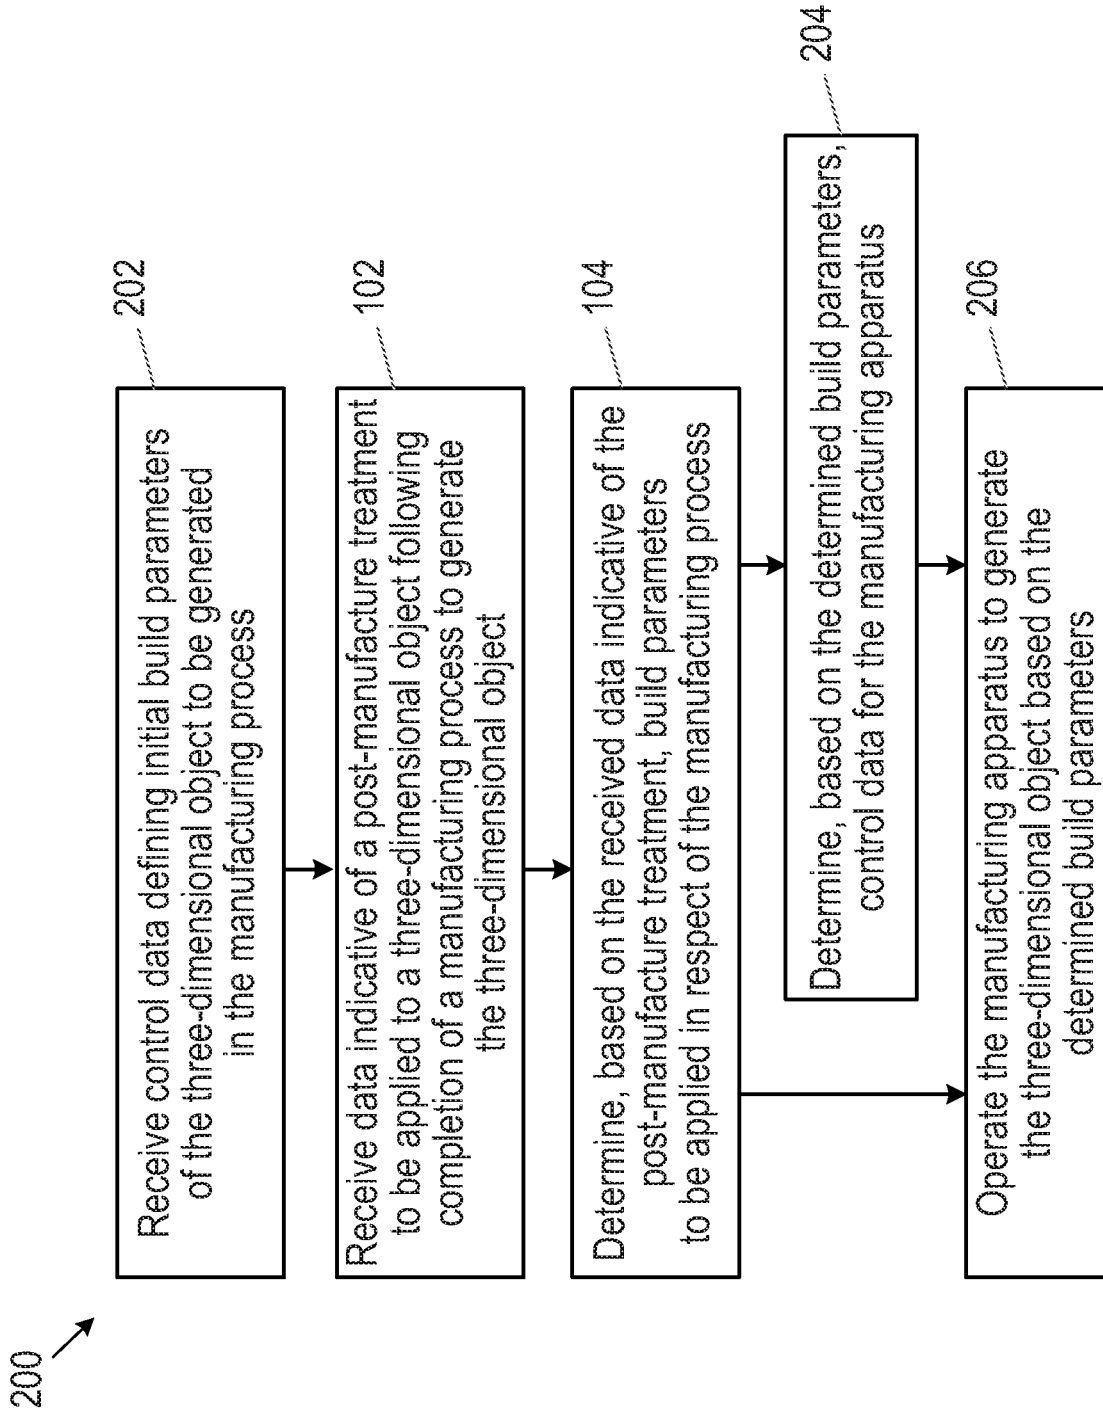 200
202
Receive control data defining initial build parameters
of the three-dimensional object to be generated
in the manufacturing process
102
Receive data indicative of a post-manufacture treatment
to be applied to a three-dimensional object following
completion of a manufacturing process to generate
the three-dimensional object
104
Determine, based on the received data indicative of the
post-manufacture treatment, build parameters
to be applied in respect of the manufacturing process
204
Determine, based on the determined build parameters,
control data for the manufacturing apparatus
206
Operate the manufacturing apparatus to generate
the three-dimensional object based on the
determined build parameters